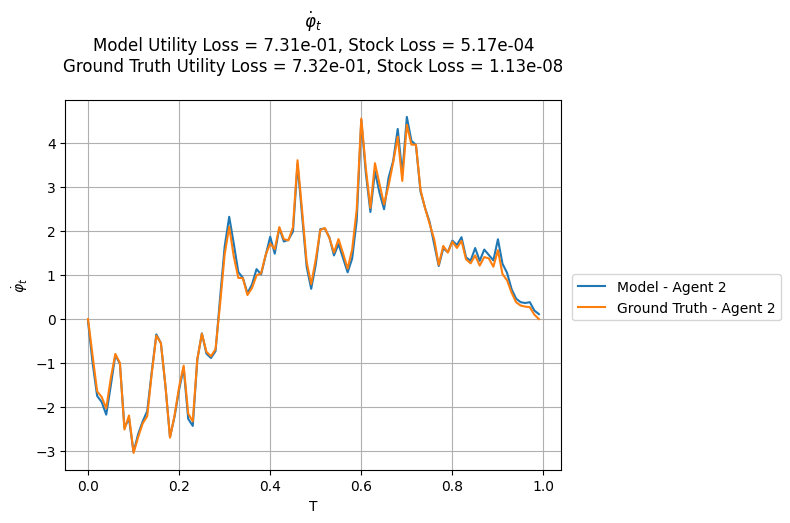 φ̇ₜ
Model Utility Loss = 7.31e-01, Stock Loss = 5.17e-04
Ground Truth Utility Loss = 7.32e-01, Stock Loss = 1.13e-08
φ̇ₜ
4
3
2
1
0
−1
−2
−3
0.0 0.2 0.4 0.6 0.8 1.0
T
Model - Agent 2
Ground Truth - Agent 2